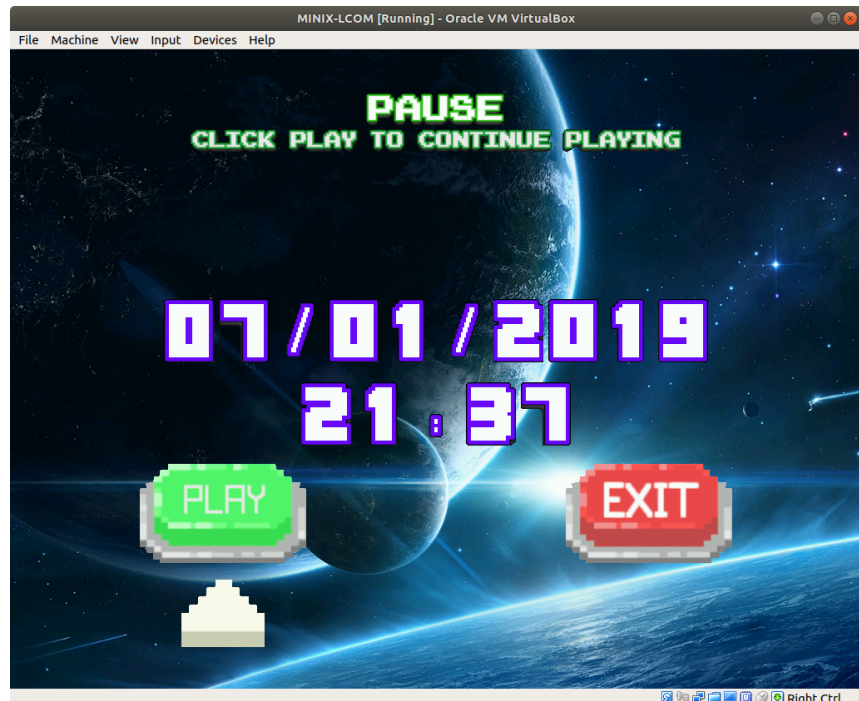 MINIX-LCOM [Running] - Oracle VM VirtualBox
File Machine View Input Devices Help
PAUSE
CLICK PLAY TO CONTINUE PLAYING
07/01/2019
21:37
PLAY EXIT
Right Ctrl